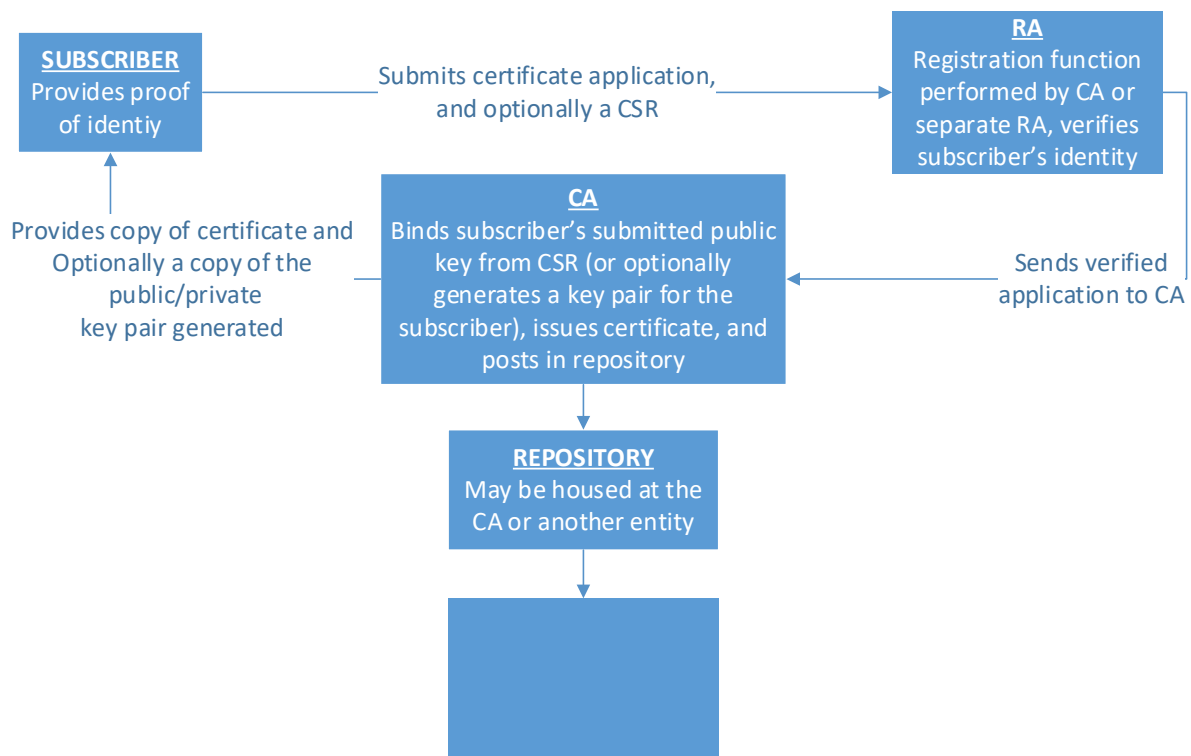 SUBSCRIBER
Provides proof
of identiy
Submits certificate application,
and optionally a CSR
RA
Registration function
performed by CA or
separate RA, verifies
subscriber’s identity
Sends verified
application to CA
CA
Binds subscriber’s submitted public
key from CSR (or optionally
generates a key pair for the
subscriber), issues certificate, and
posts in repository
Provides copy of certificate and
Optionally a copy of the
public/private
key pair generated
REPOSITORY
May be housed at the
CA or another entity